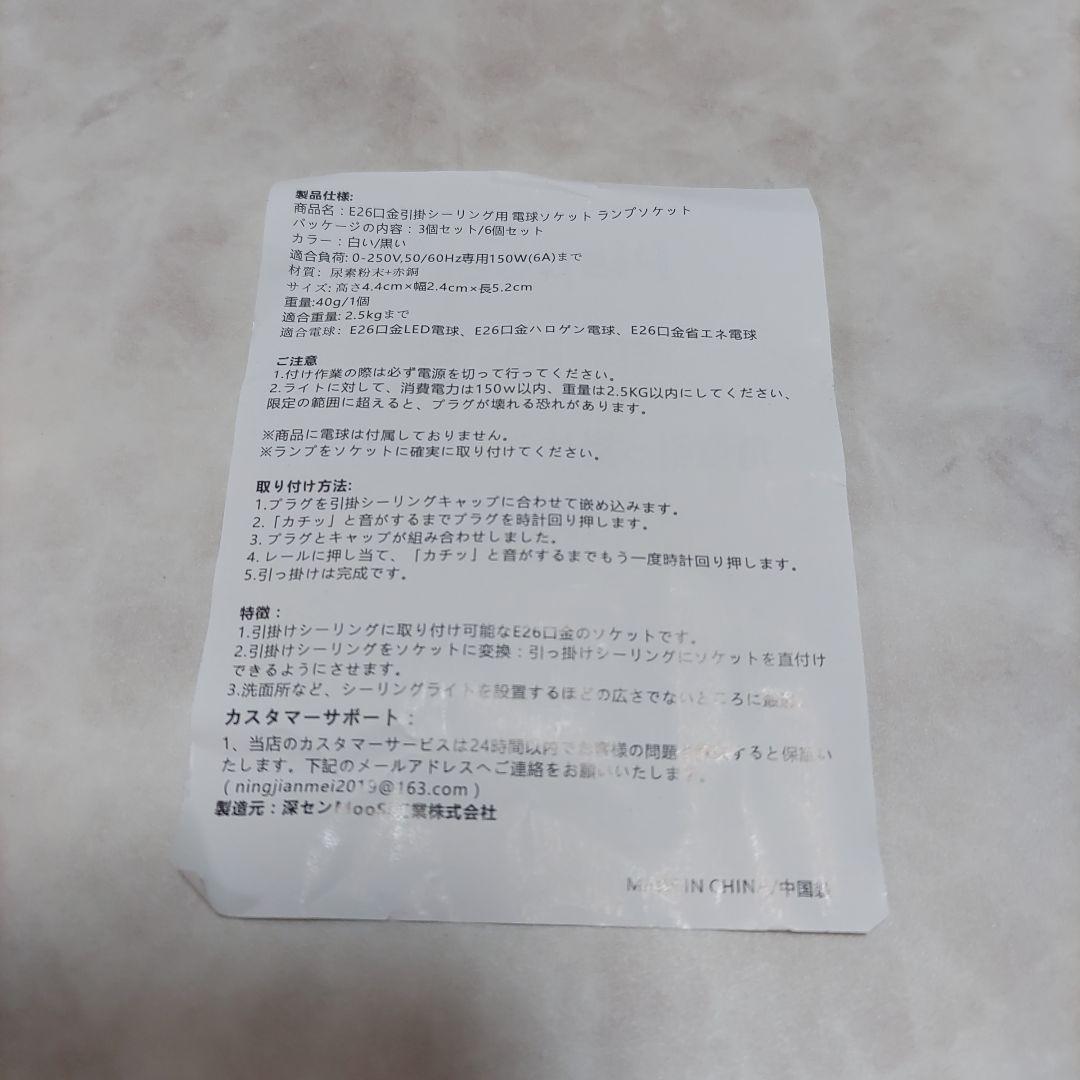 製品仕様:
商品名：E26口金引掛シーリング用 電球ソケット ランプソケット
パッケージの内容：3個セット/6個セット
カラー：白い/黒い
適合負荷: 0-250V,50/60Hz専用150W(6A)まで
材質：尿素粉末+赤銅
サイズ: 高さ4.4cm×幅2.4cm×長5.2cm
重量:40g/1個
適合重量: 2.5kgまで
適合電球：E26口金LED電球、E26口金ハロゲン電球、E26口金省エネ電球
ご注意
1.付け作業の際は必ず電源を切って行ってください。
2.ライトに対して、消費電力は150w以内、重量は2.5KG以内にしてください、
限定の範囲に超えると、プラグが壊れる恐れがあります。
※商品に電球は付属しておりません。
※ランプをソケットに確実に取り付けてください。
取り付け方法:
1.プラグを引掛シーリングキャップに合わせて嵌め込みます。
2.「カチッ」と音がするまでプラグを時計回り押します。
3. プラグとキャップが組み合わせしました。
4. レールに押し当て、「カチッ」と音がするまでもう一度時計回り押します。
5.引っ掛けは完成です。
特徴：
1.引掛けシーリングに取り付け可能なE26口金のソケットです。
2.引掛けシーリングをソケットに変換：引っ掛けシーリングにソケットを直付け
できるようにさせます。
3.洗面所など、シーリングライトを設置するほどの広さでないところに
カスタマーサポート：
1、当店のカスタマーサービスは24時間以内でお客様の問題 すると保証い
たします。下記のメールアドレスへご連絡をお願いいたします。
( ningjianmei2019@163.com )
製造元：深セン 業株式会社
MADE IN CHINA/中国製